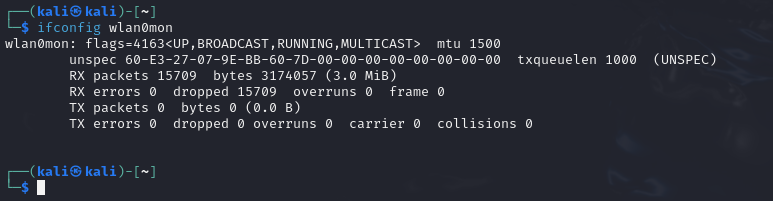 ┌──(kali㉿kali)-[~]
└─$ ifconfig wlan0mon
wlan0mon: flags=4163<UP,BROADCAST,RUNNING,MULTICAST>  mtu 1500
        unspec 60-E3-27-07-9E-BB-60-7D-00-00-00-00-00-00-00-00  txqueuelen 1000  (UNSPEC)
        RX packets 15709  bytes 3174057 (3.0 MiB)
        RX errors 0  dropped 15709  overruns 0  frame 0
        TX packets 0  bytes 0 (0.0 B)
        TX errors 0  dropped 0 overruns 0  carrier 0  collisions 0

┌──(kali㉿kali)-[~]
└─$